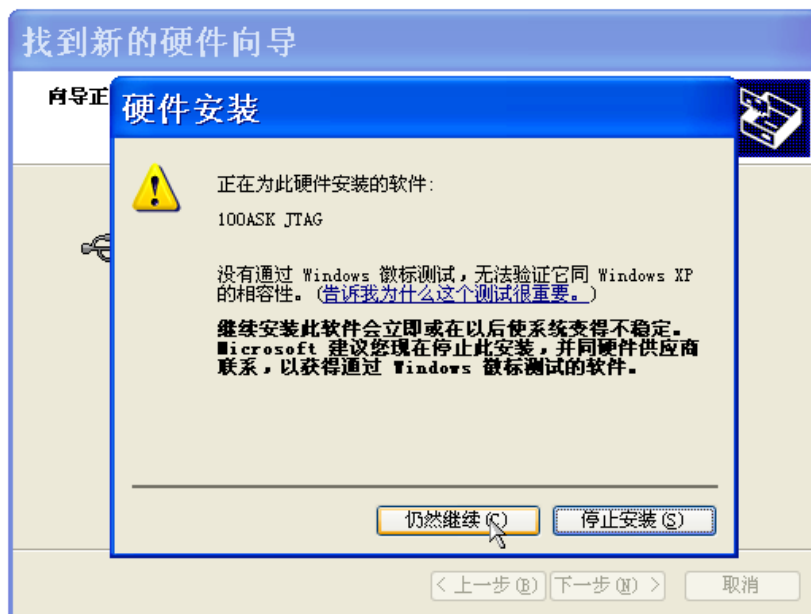 找到新的硬件向导
向导正
硬件安装
正在为此硬件安装的软件:
100ASK JTAG
没有通过 Windows 徽标测试，无法验证它同 Windows XP
的相容性。(告诉我为什么这个测试很重要。)
继续安装此软件会立即或在以后使系统变得不稳定。
Microsoft 建议您现在停止此安装，并同硬件供应商
联系，以获得通过 Windows 徽标测试的软件。
仍然继续(C) 停止安装(S)
< 上一步(B) 下一步(N) > 取消